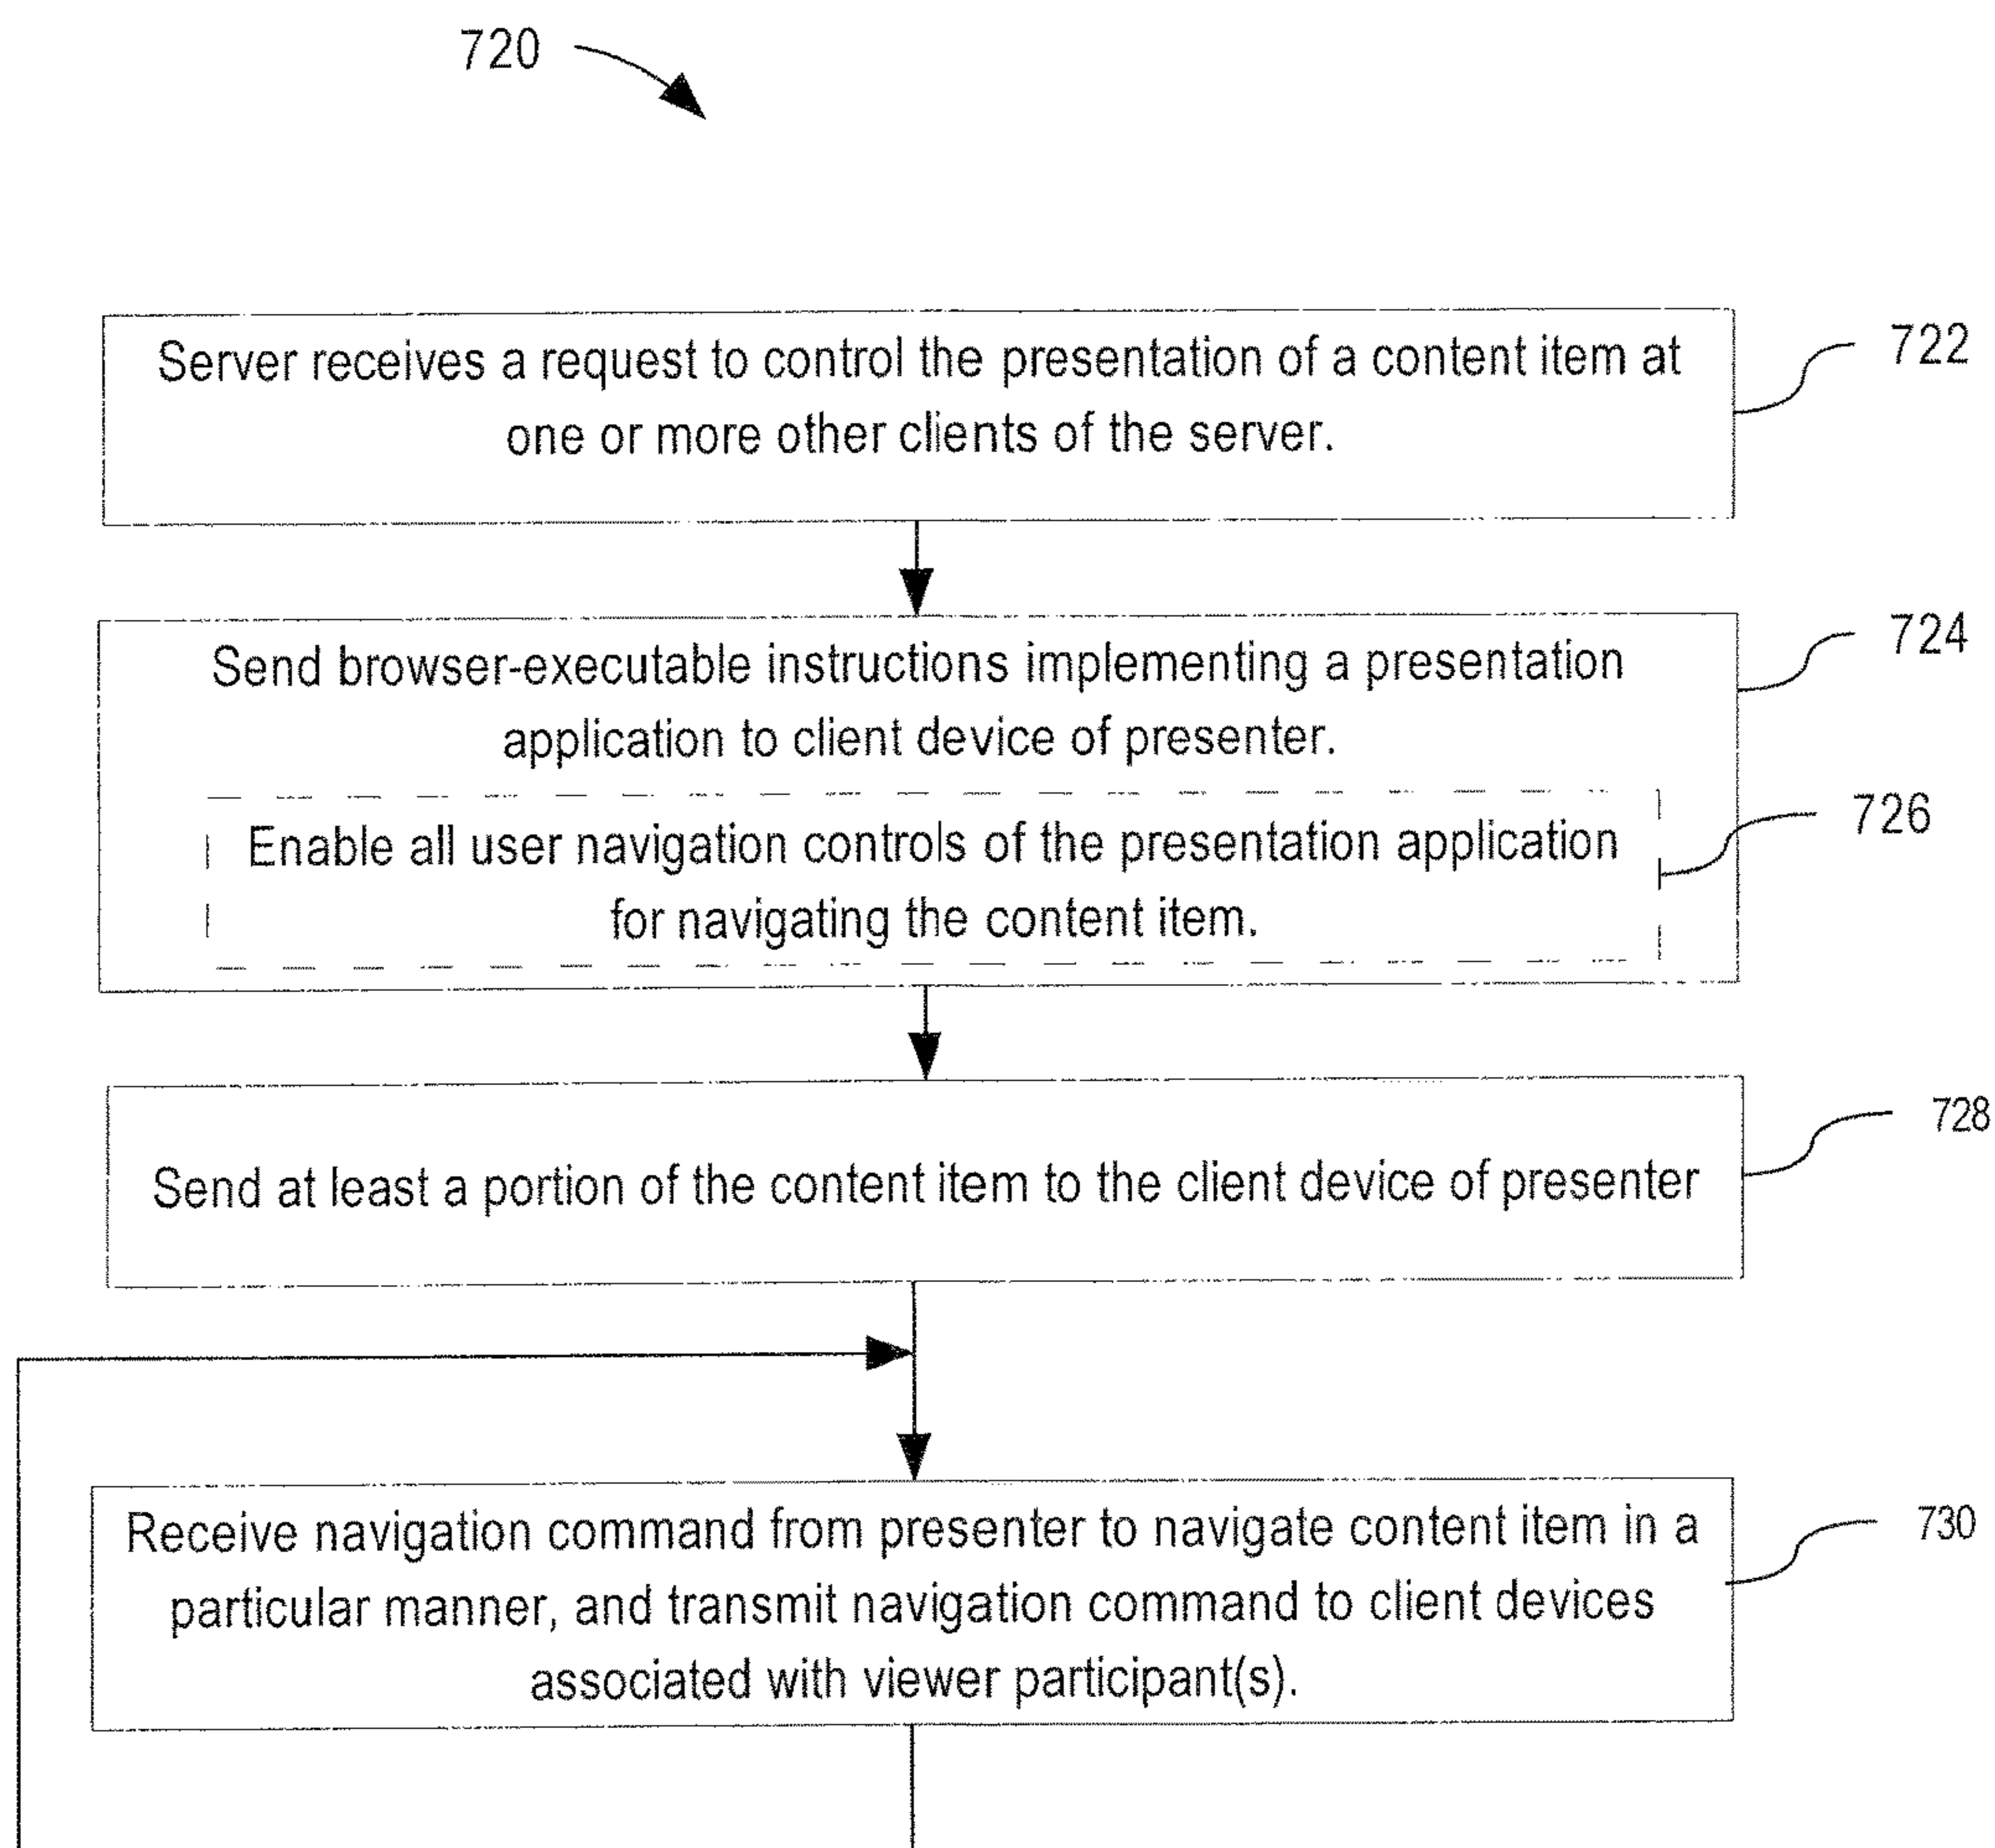 720
Server receives a request to control the presentation of a content item at
one or more other clients of the server.
722
Send browser-executable instructions implementing a presentation
application to client device of presenter.
724
Enable all user navigation controls of the presentation application
for navigating the content item.
726
Send at least a portion of the content item to the client device of presenter
728
Receive navigation command from presenter to navigate content item in a
particular manner, and transmit navigation command to client devices
associated with viewer participant(s).
730